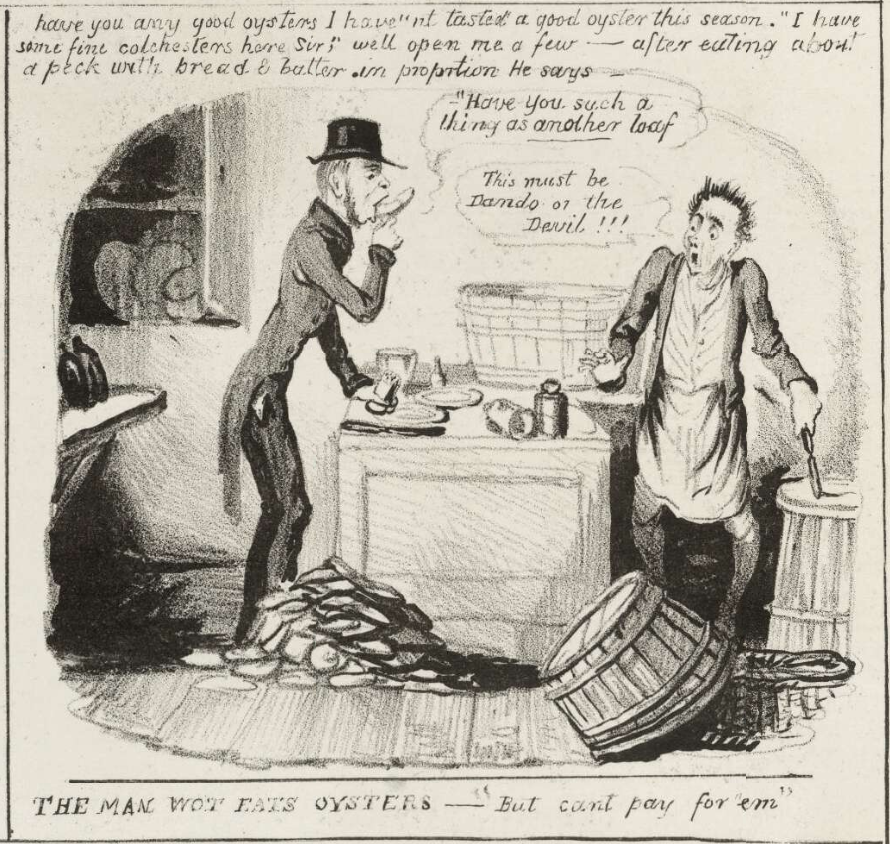 have you any good oysters I have"nt tasted" a good oyster this season." "I have
some fine colchesters here Sir;" well open me a few — after eating about
a peck with bread & batter in proprtion He says —
"Have You such a
thing as another loaf
This must be
Dando or the
Devil !!!
THE MAN WOT EATS OYSTERS — "But cant pay for "em"